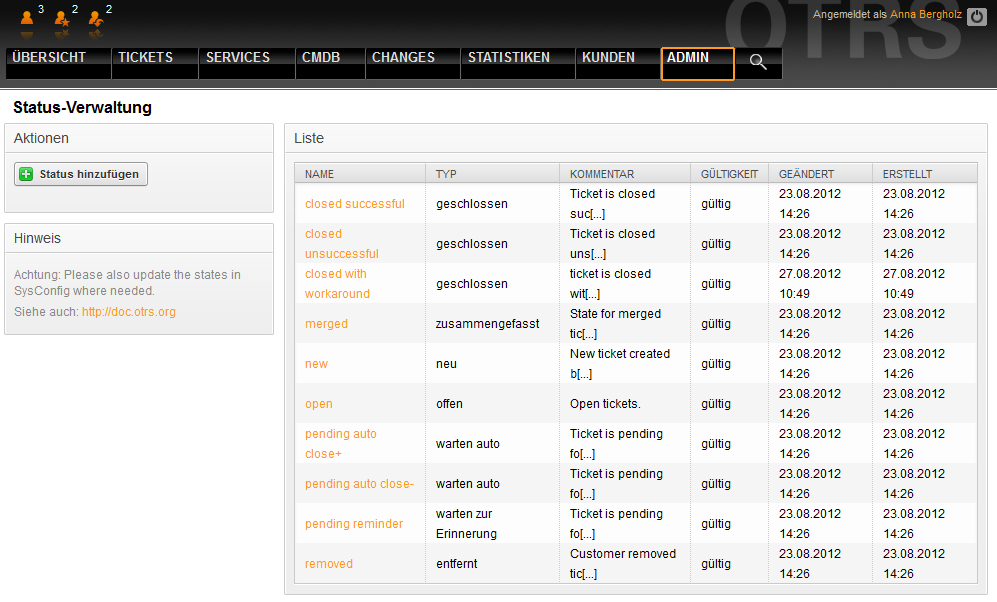 3 2 2
OTRS
Angemeldet als Anna Bergholz
ÜBERSICHT TICKETS SERVICES CMDB CHANGES STATISTIKEN KUNDEN ADMIN
Status-Verwaltung
Aktionen
Status hinzufügen
Hinweis
Achtung: Please also update the states in
SysConfig where needed.
Siehe auch: http://doc.otrs.org
Liste
NAME TYP KOMMENTAR GÜLTIGKEIT GEÄNDERT ERSTELLT
closed successful geschlossen Ticket is closed suc[...] gültig 23.08.2012 14:26 23.08.2012 14:26
closed unsuccessful geschlossen Ticket is closed uns[...] gültig 23.08.2012 14:26 23.08.2012 14:26
closed with workaround geschlossen ticket is closed wit[...] gültig 27.08.2012 10:49 27.08.2012 10:49
merged zusammengefasst State for merged tic[...] gültig 23.08.2012 14:26 23.08.2012 14:26
new neu New ticket created b[...] gültig 23.08.2012 14:26 23.08.2012 14:26
open offen Open tickets. gültig 23.08.2012 14:26 23.08.2012 14:26
pending auto close+ warten auto Ticket is pending fo[...] gültig 23.08.2012 14:26 23.08.2012 14:26
pending auto close- warten auto Ticket is pending fo[...] gültig 23.08.2012 14:26 23.08.2012 14:26
pending reminder warten zur Erinnerung Ticket is pending fo[...] gültig 23.08.2012 14:26 23.08.2012 14:26
removed entfernt Customer removed tic[...] gültig 23.08.2012 14:26 23.08.2012 14:26